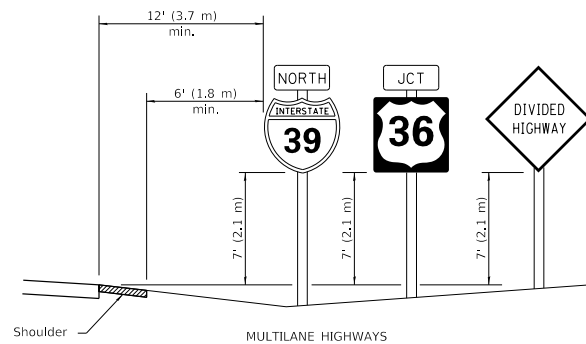 12' (3.7 m)
min.
6' (1.8 m)
min.
NORTH
INTERSTATE
39
JCT
36
DIVIDED
HIGHWAY
7' (2.1 m)
7' (2.1 m)
7' (2.1 m)
Shoulder
MULTILANE HIGHWAYS